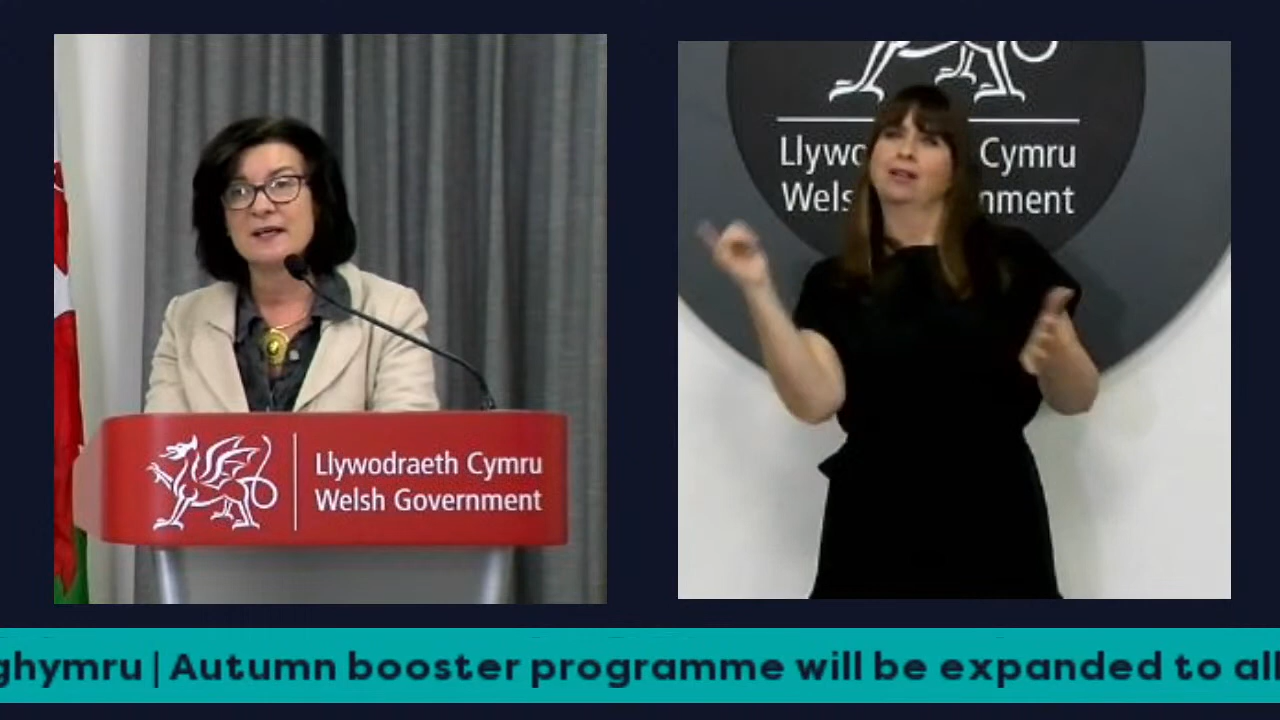 Llywodraeth Cymru
Welsh Government
Llywo Cymru
Wels nment
ghymru | Autumn booster programme will be expanded to all